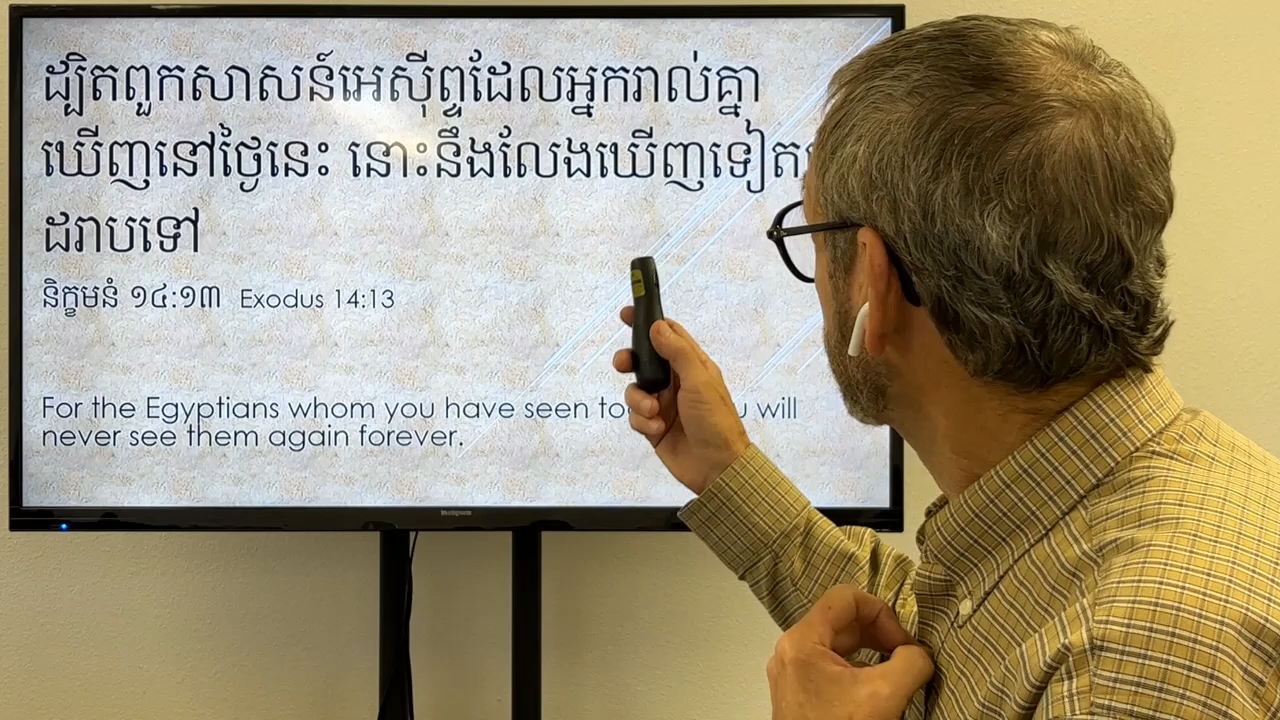 ដ្បិតពួកសាសន៍អេស៊ីព្ទដែលអ្នករាល់គ្នា
ឃើញនៅថ្ងៃនេះ នោះនឹងលែងឃើញទៀត
ដរាបទៅ
និក្ខមនំ ១៤:១៣ Exodus 14:13
For the Egyptians whom you have seen will
never see them again forever.